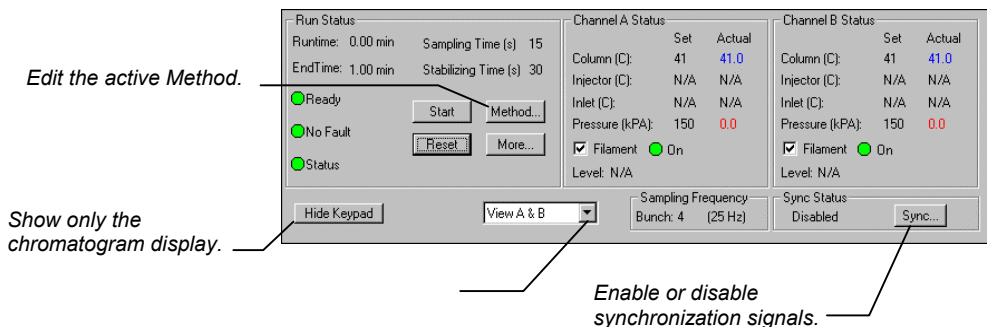 Run Status
Runtime: 0.00 min
Sampling Time (s) 15
EndTime: 1.00 min
Stabilizing Time (s) 30
Ready
No Fault
Status
Start
Method...
Reset
More...
Channel A Status
Set Actual
Column (C): 41 41.0
Injector (C): N/A N/A
Inlet (C): N/A N/A
Pressure (kPA): 150 0.0
Filament On
Level: N/A
Channel B Status
Set Actual
Column (C): 41 41.0
Injector (C): N/A N/A
Inlet (C): N/A N/A
Pressure (kPA): 150 0.0
Filament On
Level: N/A
Edit the active Method.
Hide Keypad
View A & B
Sampling Frequency
Bunch: 4 (25 Hz)
Sync Status
Disabled
Sync...
Show only the
chromatogram display.
Enable or disable
synchronization signals.